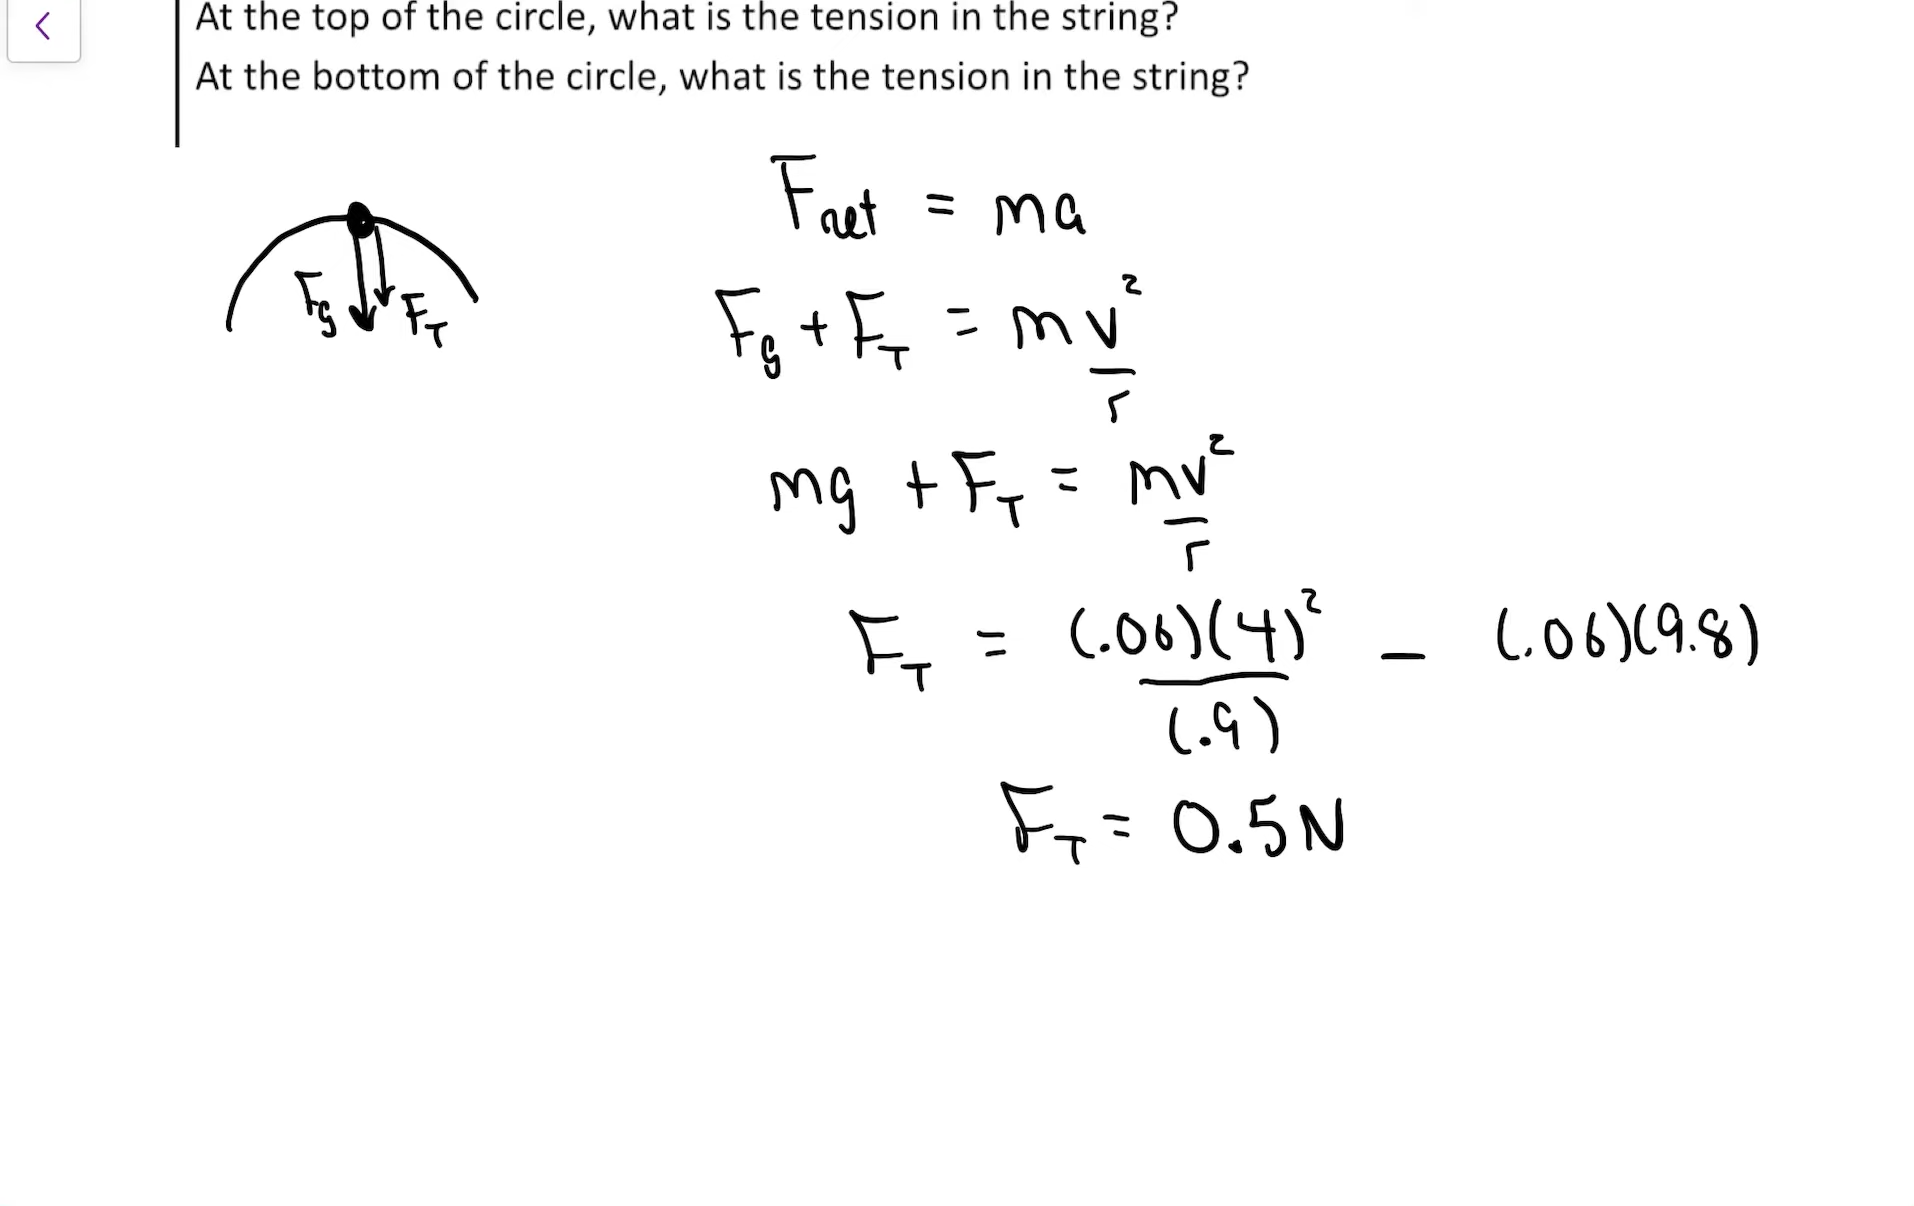 At the top of the circle, what is the tension in the string?
At the bottom of the circle, what is the tension in the string?
Fg FT
Fnet = ma
Fg + FT = m v²/r
mg + FT = mv²/r
FT = (.06)(4)²/(.9) - (.06)(9.8)
FT = 0.5N